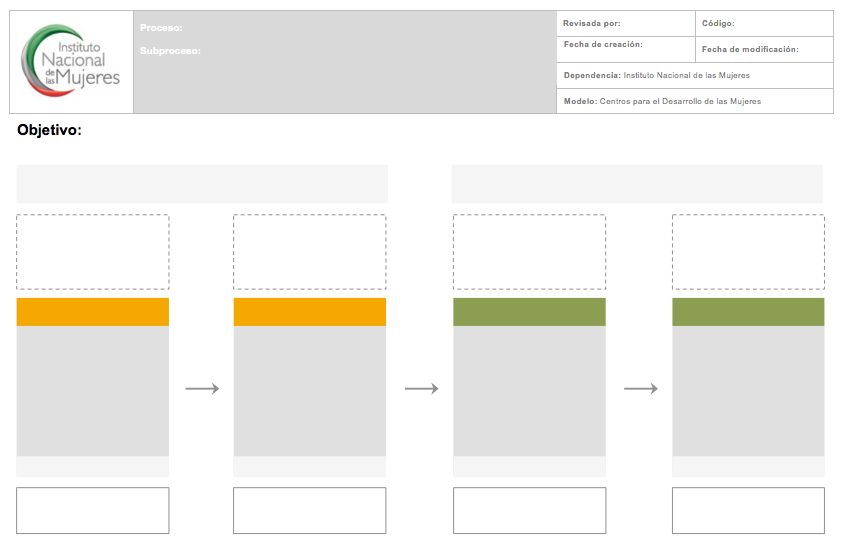 Instituto
Nacional
de
las Mujeres
Proceso:
Subproceso:
Revisada por:
Código:
Fecha de creación:
Fecha de modificación:
Dependencia: Instituto Nacional de las Mujeres
Modelo: Centros para el Desarrollo de las Mujeres
Objetivo: